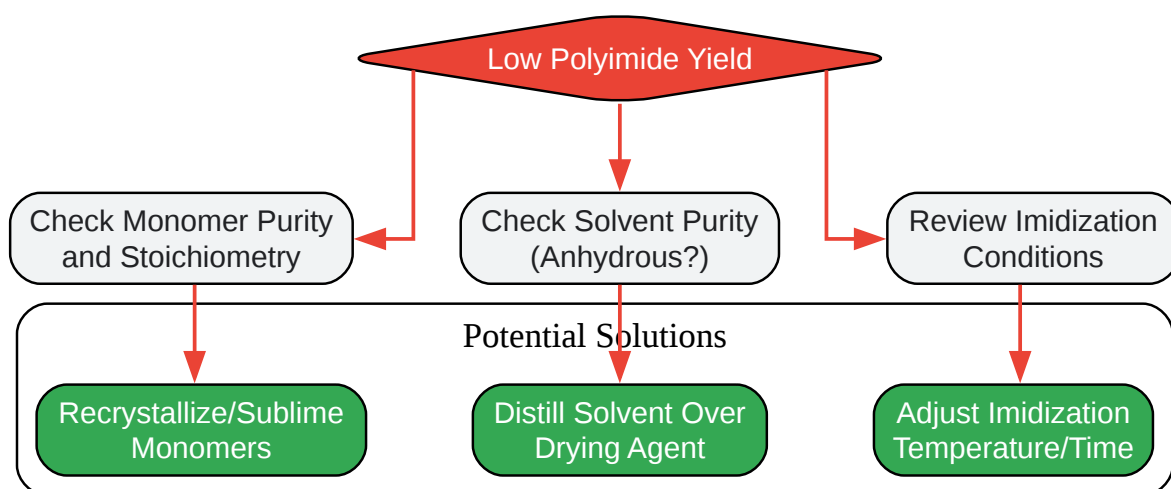 Low Polyimide Yield
Check Monomer Purity
and Stoichiometry
Check Solvent Purity
(Anhydrous?)
Review Imidization
Conditions
Potential Solutions
Recrystallize/Sublime
Monomers
Distill Solvent Over
Drying Agent
Adjust Imidization
Temperature/Time